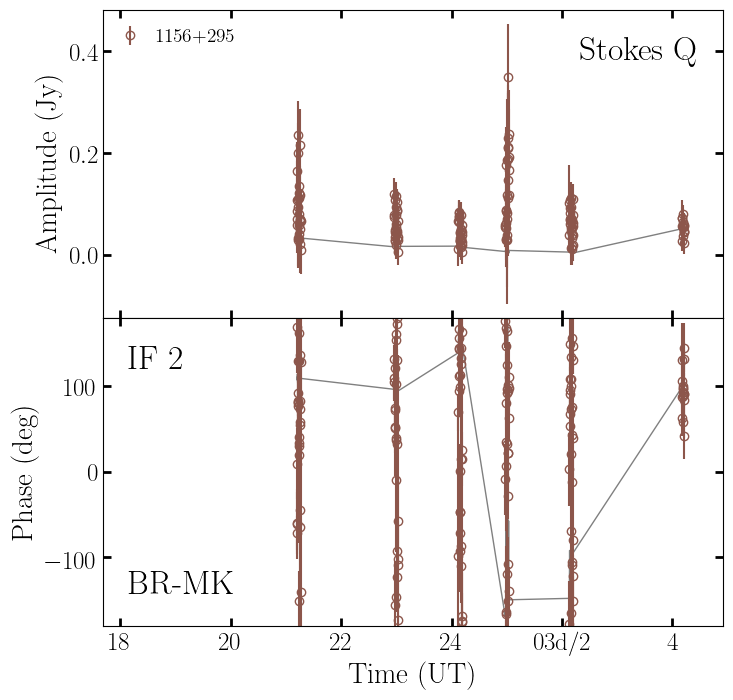 1156+295
Stokes Q
0.4
0.2
0.0
Amplitude (Jy)
IF 2
100
0
−100
Phase (deg)
BR-MK
18 20 22 24 03d/2 4
Time (UT)